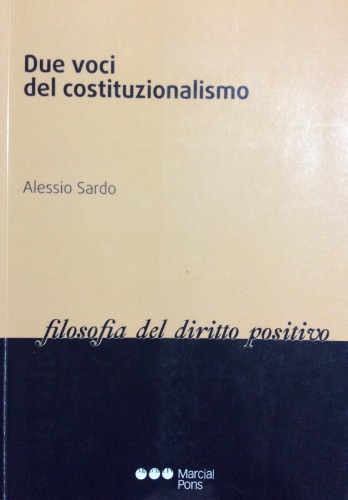 Due voci
del costituzionalismo
Alessio Sardo
filosofia del diritto positivo
Marcial
Pons